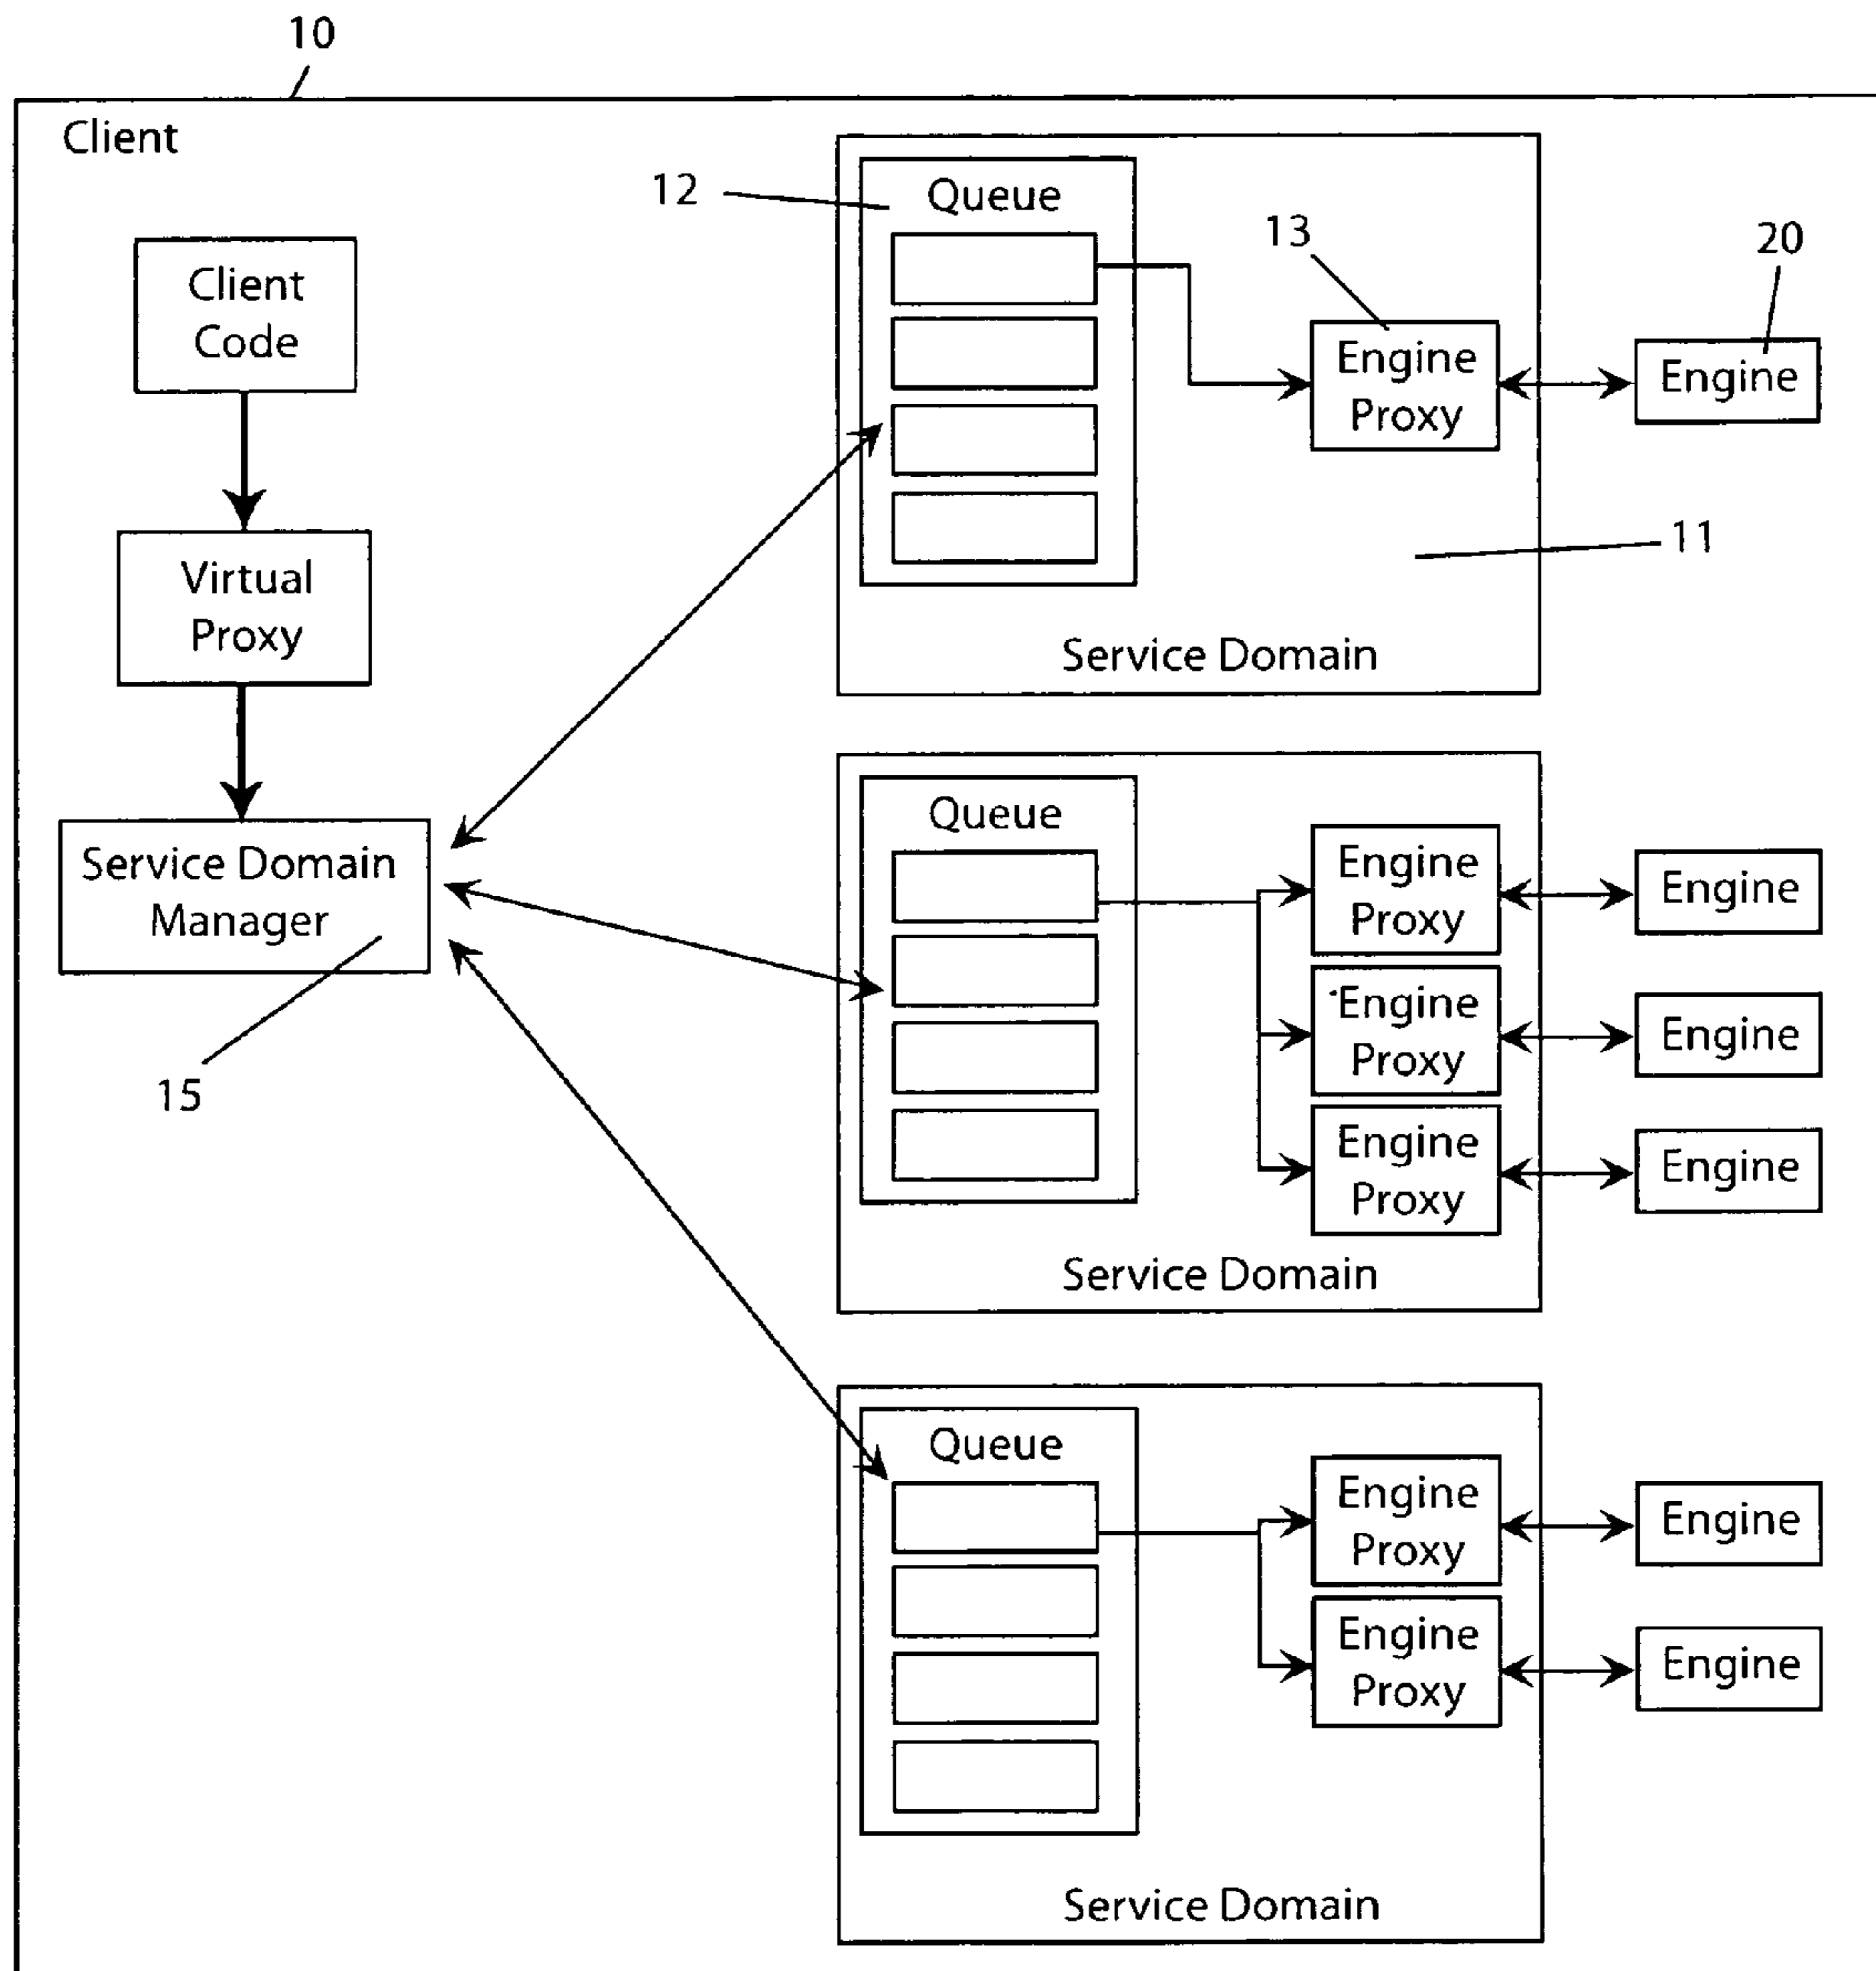 10
Client
Client
Code
Virtual
Proxy
Service Domain
Manager
15
12
Queue
13
Engine
Proxy
20
Engine
11
Service Domain
Queue
Engine
Proxy
Engine
Engine
Proxy
Engine
Engine
Proxy
Engine
Service Domain
Queue
Engine
Proxy
Engine
Engine
Proxy
Engine
Service Domain